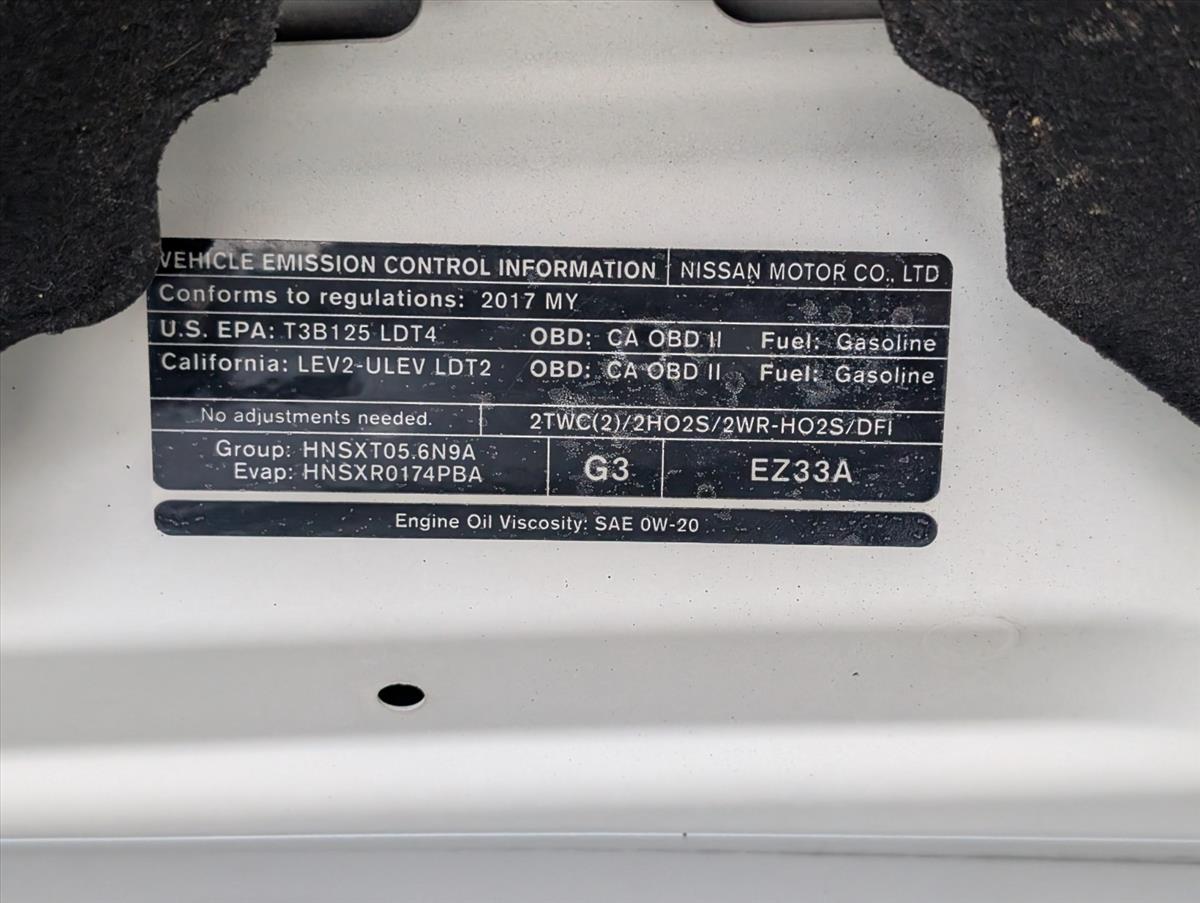 VEHICLE EMISSION CONTROL INFORMATION NISSAN MOTOR CO., LTD
Conforms to regulations: 2017 MY
U.S. EPA: T3B125 LDT4 OBD: CA OBD II Fuel: Gasoline
California: LEV2-ULEV LDT2 OBD: CA OBD II Fuel: Gasoline
No adjustments needed. 2TWC(2)/2HO2S/2WR-HO2S/DFI
Group: HNSXT05.6N9A
Evap: HNSXR0174PBA
G3 EZ33A
Engine Oil Viscosity: SAE 0W-20